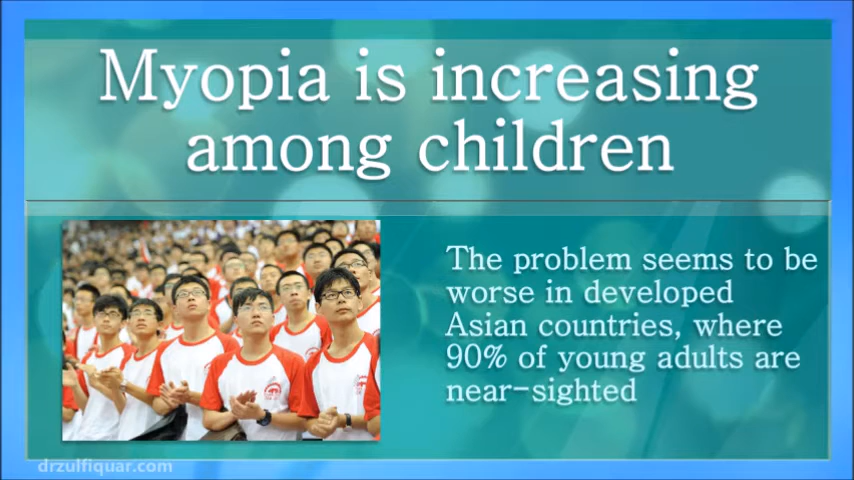 Myopia is increasing
among children
The problem seems to be
worse in developed
Asian countries, where
90% of young adults are
near-sighted
drzulfiquar.com